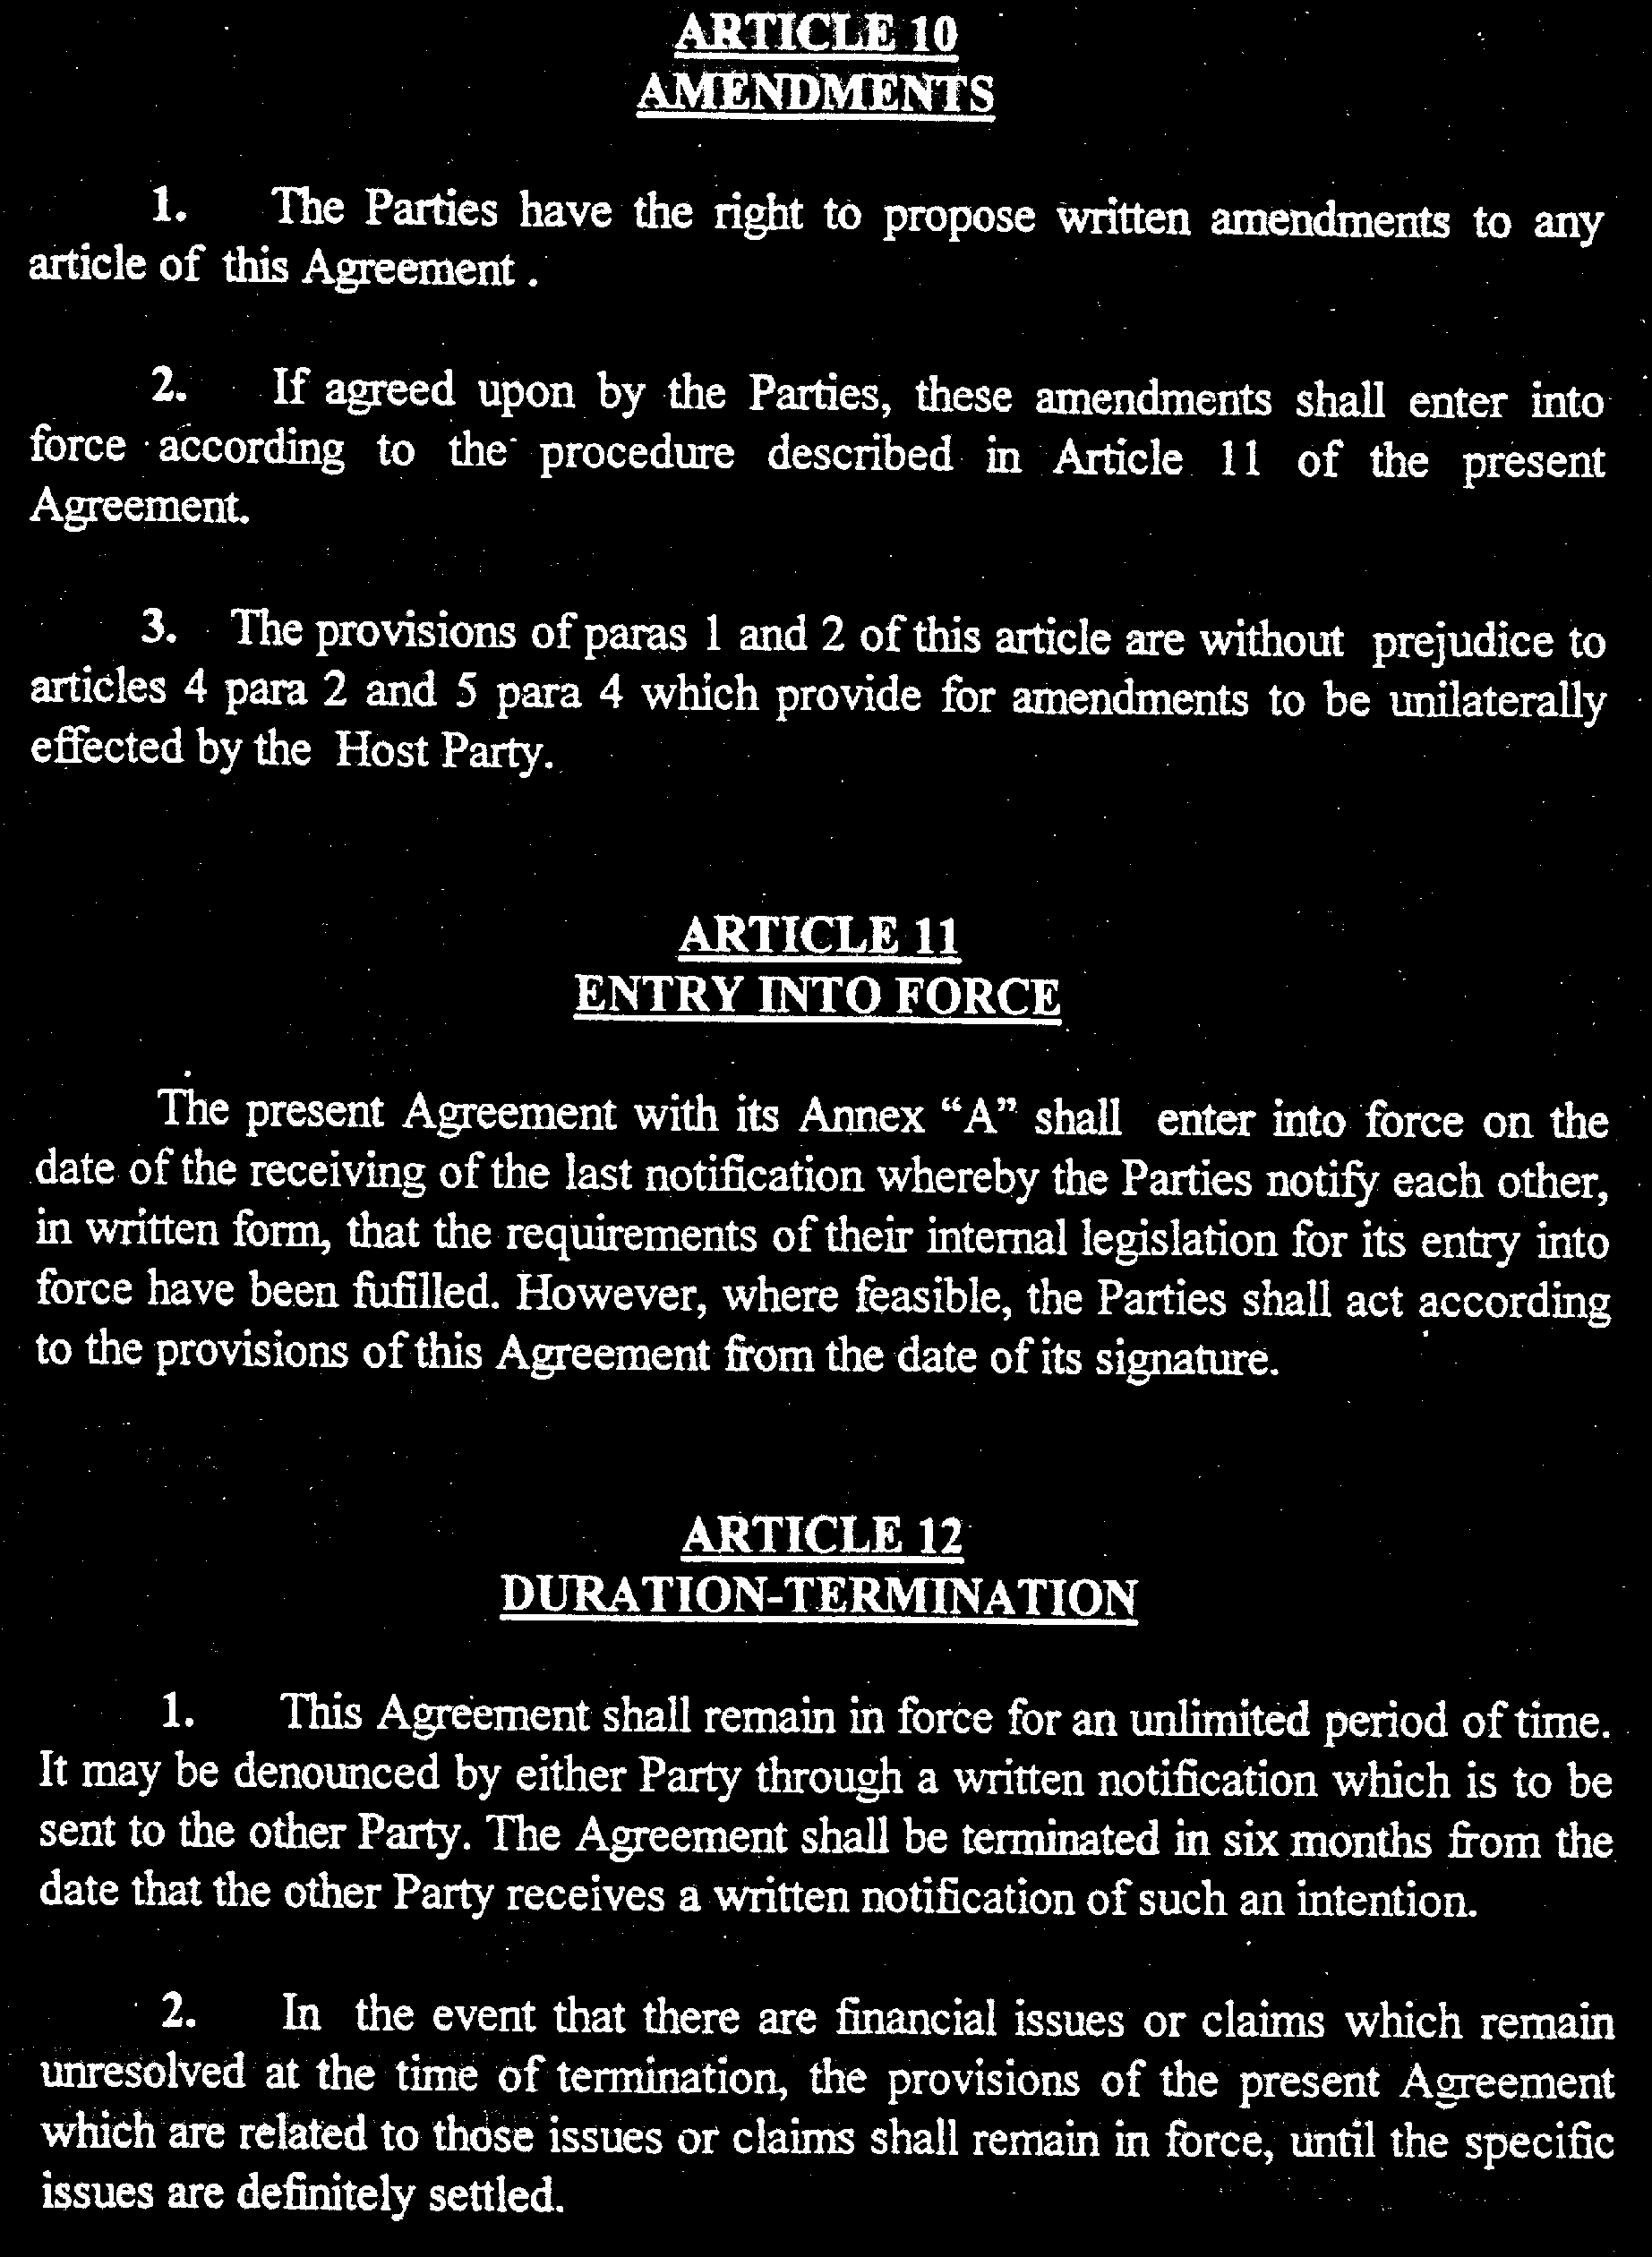 ARTICLE 10
AMENDMENTS
1. The Parties have the right to propose written amendments to any
article of this Agreement .
2. If agreed upon by the Parties, these amendments shall enter into
force according to the procedure described in Article 11 of the present
Agreement.
3. The provisions of paras 1 and 2 of this article are without prejudice to
articles 4 para 2 and 5 para 4 which provide for amendments to be unilaterally
effected by the Host Party.
ARTICLE 11
ENTRY INTO FORCE
The present Agreement with its Annex “A” shall enter into force on the
date of the receiving of the last notification whereby the Parties notify each other,
in written form, that the requirements of their internal legislation for its entry into
force have been fufilled. However, where feasible, the Parties shall act according
to the provisions of this Agreement from the date of its signature.
ARTICLE 12
DURATION-TERMINATION
1. This Agreement shall remain in force for an unlimited period of time.
It may be denounced by either Party through a written notification which is to be
sent to the other Party. The Agreement shall be terminated in six months from the
date that the other Party receives a written notification of such an intention.
2. In the event that there are financial issues or claims which remain
unresolved at the time of termination, the provisions of the present Agreement
which are related to those issues or claims shall remain in force, until the specific
issues are definitely settled.